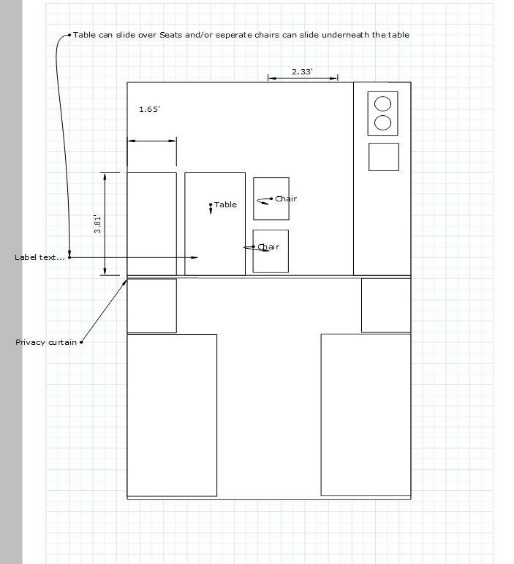 Table can slide over Seats and/or seperate chairs can slide underneath the table
2.33'
1.65'
Chair
Table
3.81'
Chair
Label text...
Privacy curtain